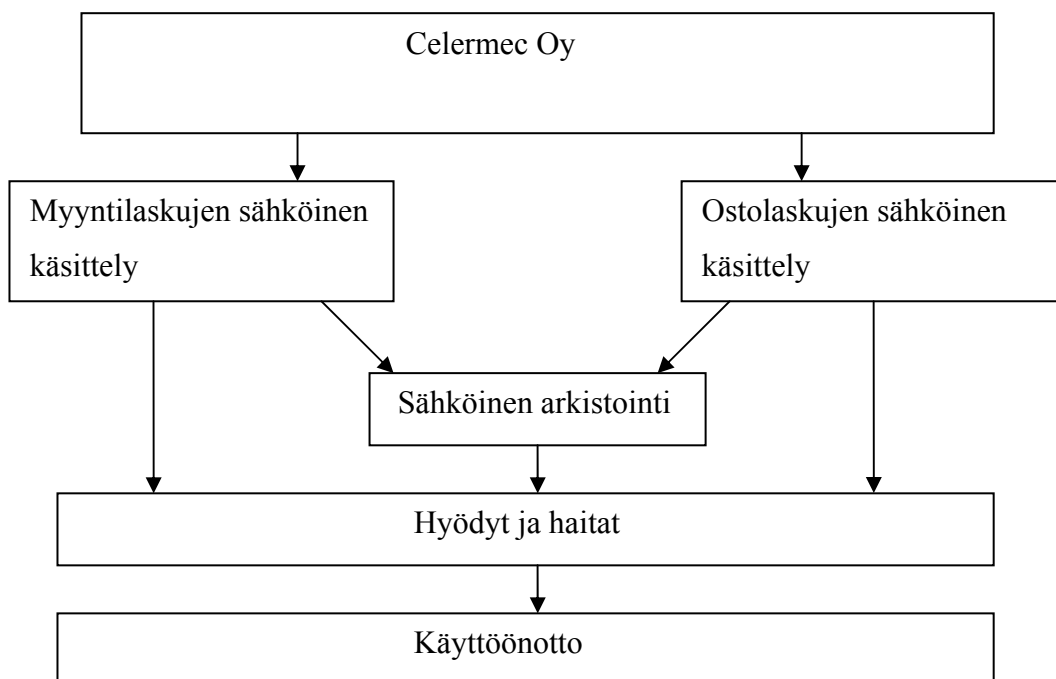 Celermec Oy
Myyntilaskujen sähköinen
käsittely
Ostolaskujen sähköinen
käsittely
Sähköinen arkistointi
Hyödyt ja haitat
Käyttöönotto